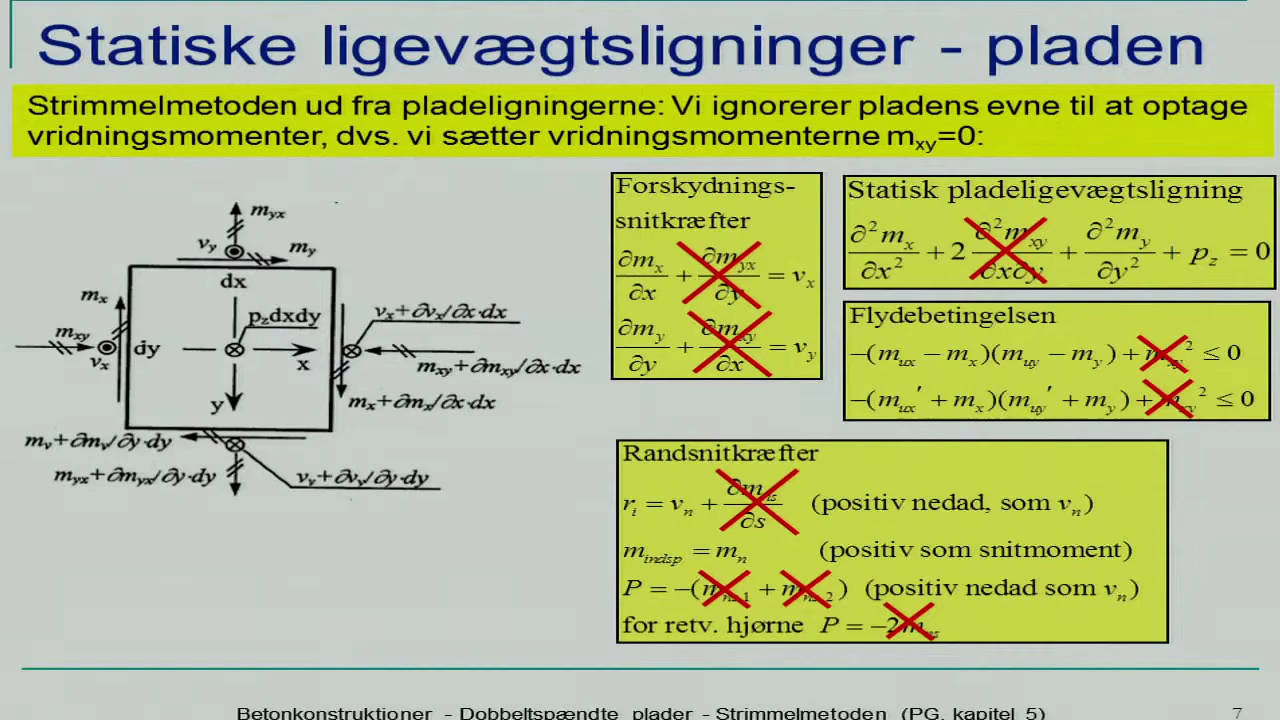 Statiske ligevægtsligninger - pladen
Strimmelmetoden ud fra pladeligningerne: Vi ignorerer pladens evne til at optage
vridningsmomenter, dvs. vi sætter vridningsmomenterne mxy=0:
myx
vy
my
dx
mx
pzdxdy
vx+∂vx/∂x·dx
mxy
vx
dy
x
mxy+∂mxy/∂x·dx
y
mx+∂mx/∂x·dx
my+∂my/∂y·dy
myx+∂myx/∂y·dy
vy+∂vy/∂y·dy
Forskydnings-
snitkræfter
∂mx/∂x + ∂myx/∂y = vx
∂my/∂y + ∂mxy/∂x = vy
Statisk pladeligevægtsligning
∂²mx/∂x² + 2 ∂²mxy/∂x∂y + ∂²my/∂y² + pz = 0
Flydebetingelsen
−(mux − mx)(muy − my) + mxy² ≤ 0
−(mux' + mx)(muy' + my) + mxy² ≤ 0
Randsnitkræfter
ri = vn + ∂mns/∂s (positiv nedad, som vn)
mindsp = mn (positiv som snitmoment)
P = −(mns1 + mns2) (positiv nedad som vn)
for retv. hjørne P = −2mns
Betonkonstruktioner - Dobbeltspændte plader - Strimmelmetoden (PG, kapitel 5)
7